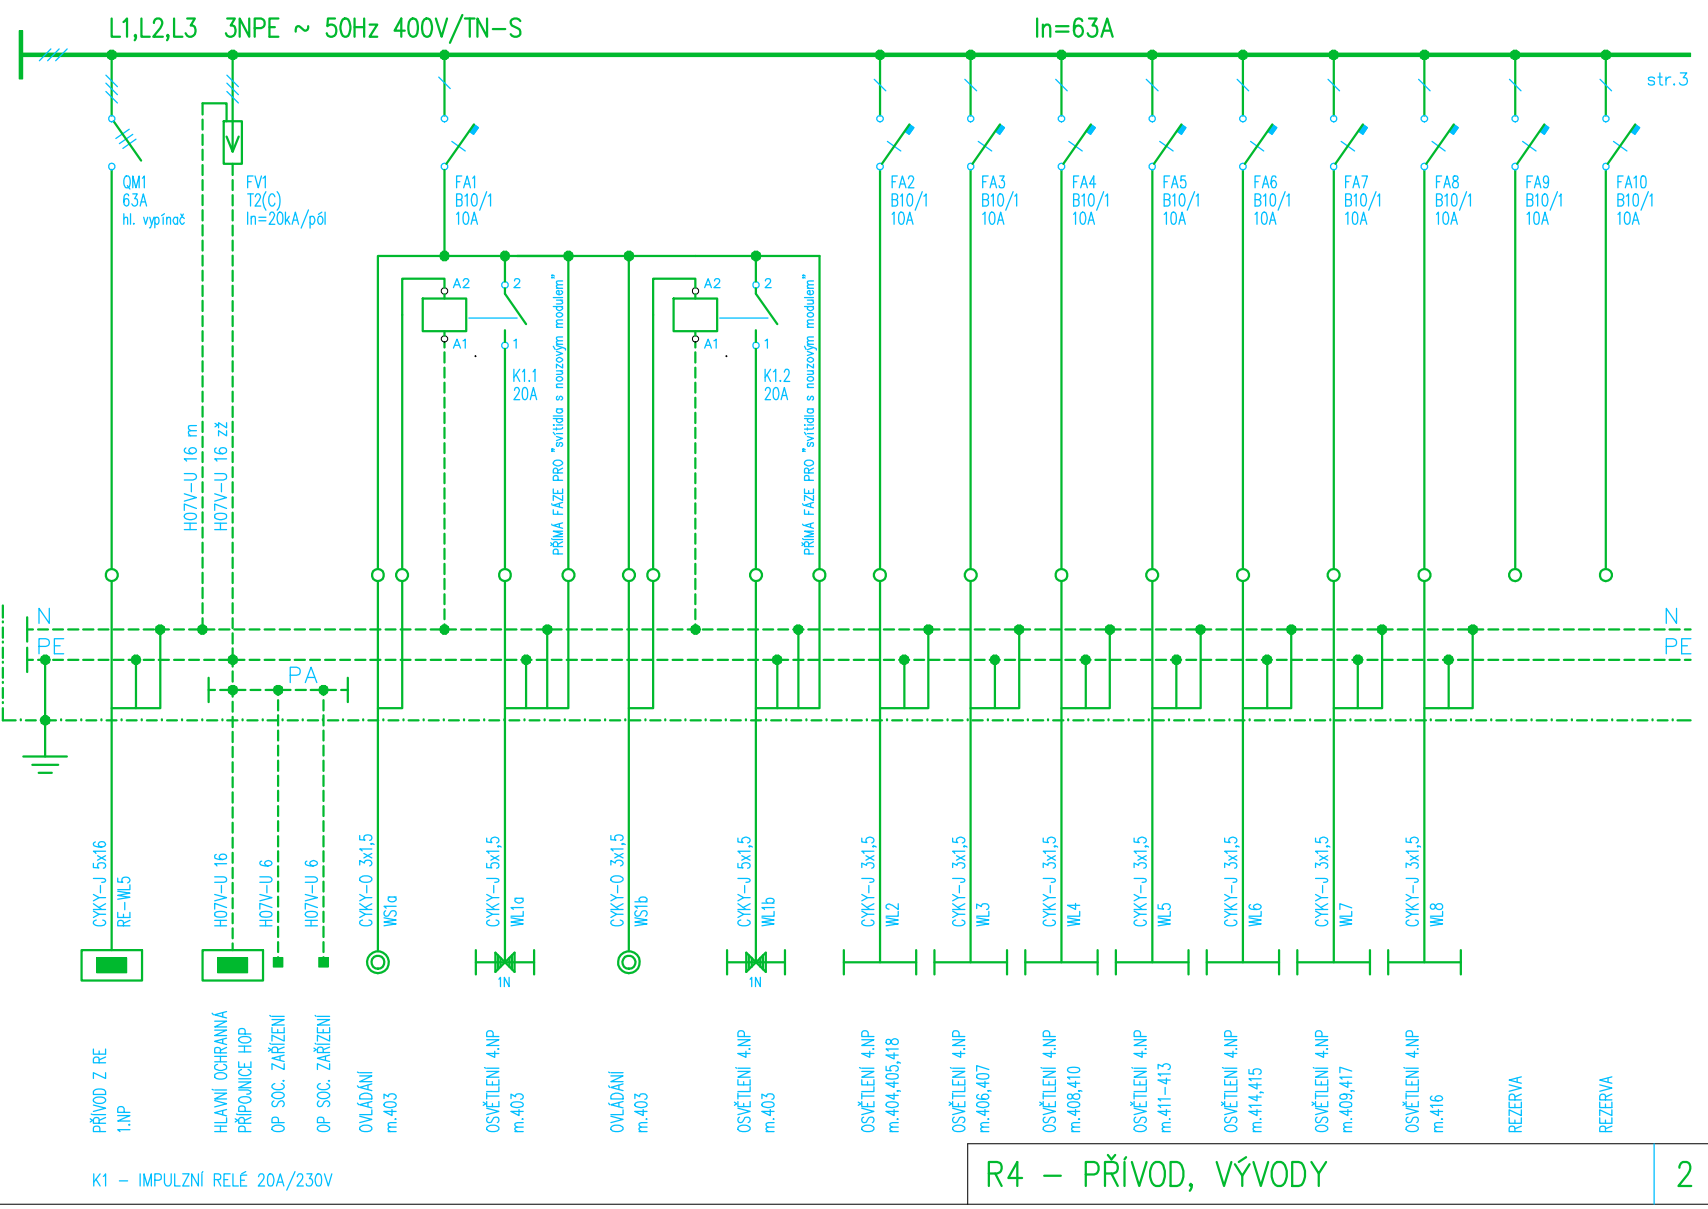 L1,L2,L3 3NPE ~ 50Hz 400V/TN-S
In=63A
str.3
QM1
63A
hl. vypínač
FV1
T2(C)
In=20kA/pól
FA1
B10/1
10A
FA2
B10/1
10A
FA3
B10/1
10A
FA4
B10/1
10A
FA5
B10/1
10A
FA6
B10/1
10A
FA7
B10/1
10A
FA8
B10/1
10A
FA9
B10/1
10A
FA10
B10/1
10A
A2
2
A1
1
K1.1
20A
PŘÍMÁ FÁZE PRO "svítidla s nouzovým modulem"
A2
2
A1
1
K1.2
20A
PŘÍMÁ FÁZE PRO "svítidla s nouzovým modulem"
H07V-U 16 m
H07V-U 16 zž
N
N
PE
PE
PA
CYKY-J 5x16
RE-WL5
H07V-U 16
H07V-U 6
H07V-U 6
CYKY-O 3x1,5
WS1a
CYKY-J 5x1,5
WL1a
CYKY-O 3x1,5
WS1b
CYKY-J 5x1,5
WL1b
CYKY-J 3x1,5
WL2
CYKY-J 3x1,5
WL3
CYKY-J 3x1,5
WL4
CYKY-J 3x1,5
WL5
CYKY-J 3x1,5
WL6
CYKY-J 3x1,5
WL7
CYKY-J 3x1,5
WL8
1N
1N
PŘÍVOD Z RE
1.NP
HLAVNÍ OCHRANNÁ
PŘÍPOJNICE HOP
OP SOC. ZAŘÍZENÍ
OP SOC. ZAŘÍZENÍ
OVLÁDÁNÍ
m.403
OSVĚTLENÍ 4.NP
m.403
OVLÁDÁNÍ
m.403
OSVĚTLENÍ 4.NP
m.403
OSVĚTLENÍ 4.NP
m.404,405,418
OSVĚTLENÍ 4.NP
m.406,407
OSVĚTLENÍ 4.NP
m.408,410
OSVĚTLENÍ 4.NP
m.411-413
OSVĚTLENÍ 4.NP
m.414,415
OSVĚTLENÍ 4.NP
m.409,417
OSVĚTLENÍ 4.NP
m.416
REZERVA
REZERVA
K1 - IMPULZNÍ RELÉ 20A/230V
R4 - PŘÍVOD, VÝVODY
2